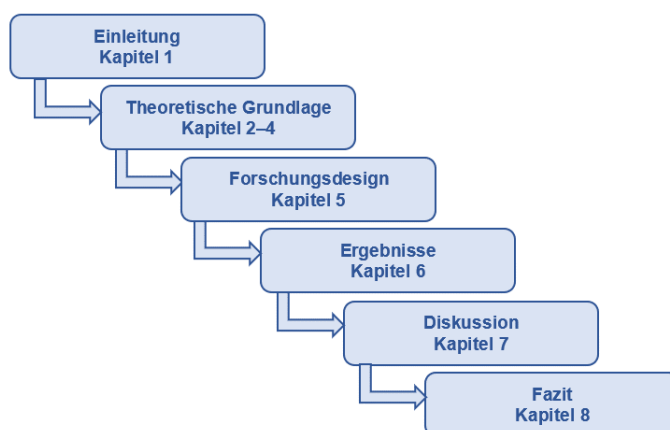 Einleitung
Kapitel 1
Theoretische Grundlage
Kapitel 2–4
Forschungsdesign
Kapitel 5
Ergebnisse
Kapitel 6
Diskussion
Kapitel 7
Fazit
Kapitel 8